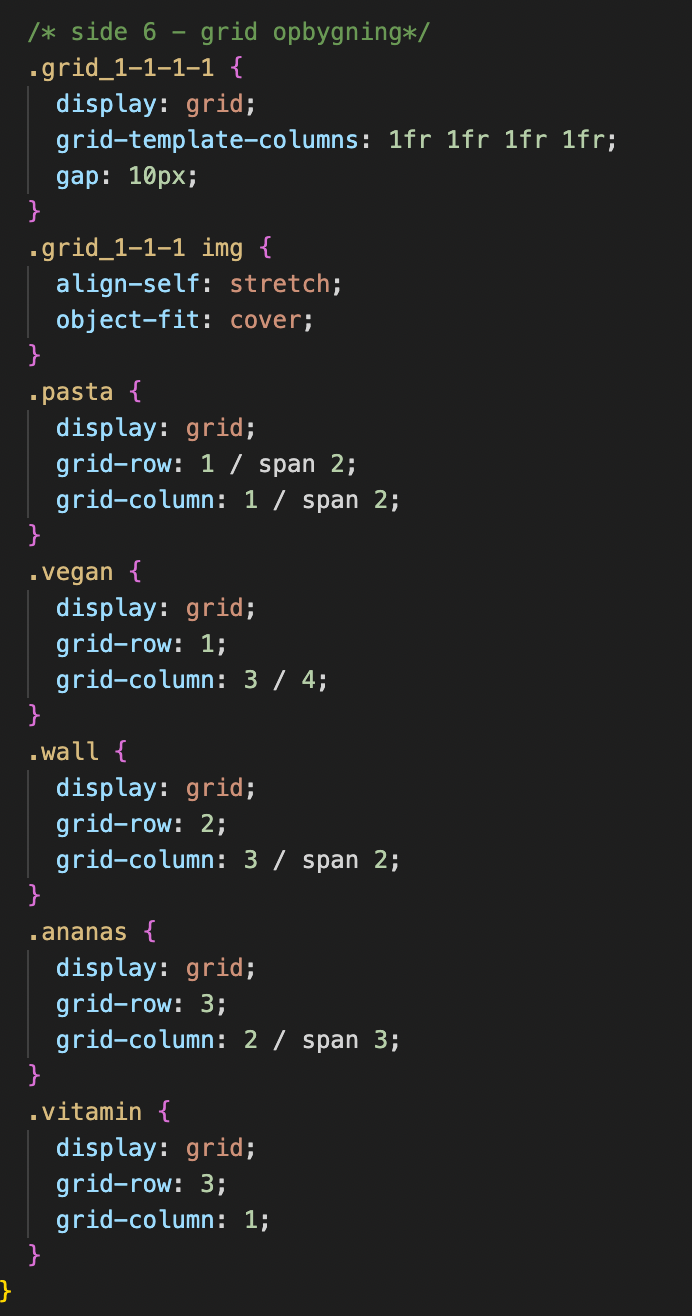 /* side 6 - grid opbygning*/
.grid_1-1-1-1 {
display: grid;
grid-template-columns: 1fr 1fr 1fr 1fr;
gap: 10px;
}
.grid_1-1-1 img {
align-self: stretch;
object-fit: cover;
}
.pasta {
display: grid;
grid-row: 1 / span 2;
grid-column: 1 / span 2;
}
.vegan {
display: grid;
grid-row: 1;
grid-column: 3 / 4;
}
.wall {
display: grid;
grid-row: 2;
grid-column: 3 / span 2;
}
.ananas {
display: grid;
grid-row: 3;
grid-column: 2 / span 3;
}
.vitamin {
display: grid;
grid-row: 3;
grid-column: 1;
}
}